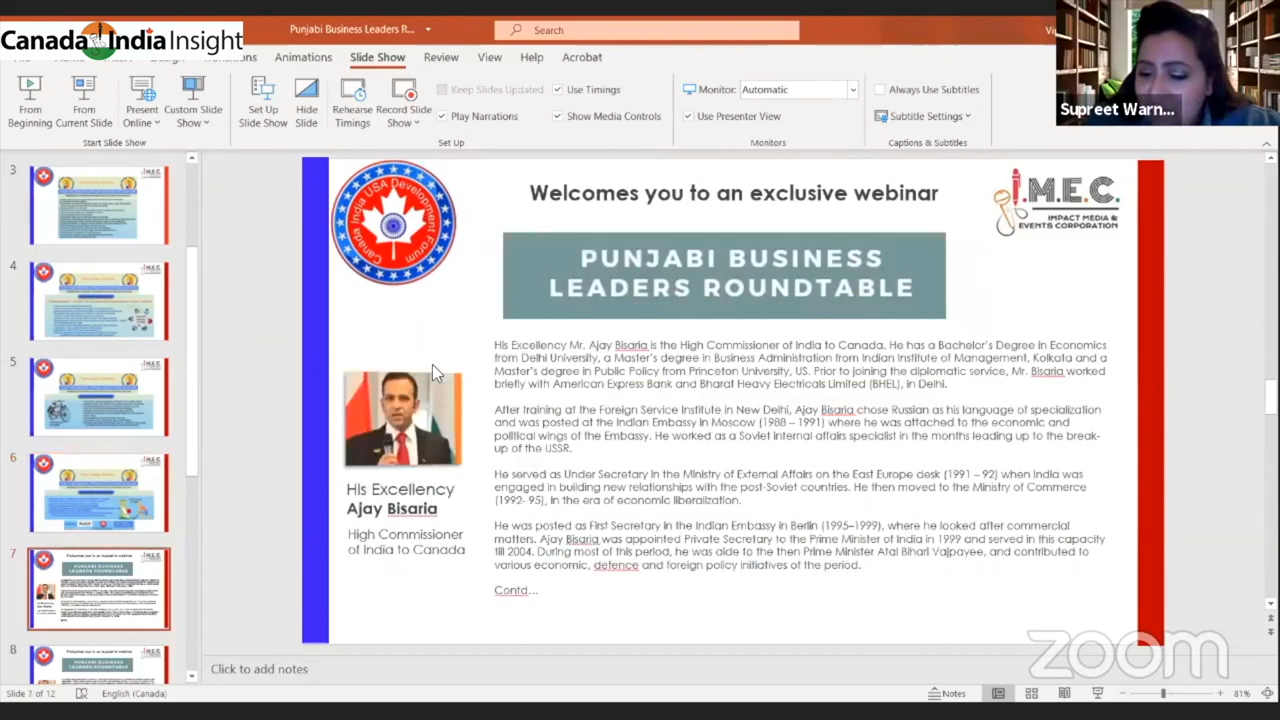 Canada India Insight
Punjabi Business Leaders R...
Search
Supreet Warn...
Animations
Slide Show
Review
View
Help
Acrobat
From Beginning
From Current Slide
Present Online
Custom Slide Show
Set Up Slide Show
Hide Slide
Rehearse Timings
Record Slide Show
Keep Slides Updated
Use Timings
Play Narrations
Show Media Controls
Monitor:
Automatic
Use Presenter View
Always Use Subtitles
Subtitle Settings
Start Slide Show
Set Up
Monitors
Captions & Subtitles
3
4
5
6
7
8
Canada India USA Development Forum
Welcomes you to an exclusive webinar
I.M.E.C.
IMPACT MEDIA &
EVENTS CORPORATION
PUNJABI BUSINESS
LEADERS ROUNDTABLE
His Excellency
Ajay Bisaria
High Commissioner
of India to Canada
His Excellency Mr. Ajay Bisaria is the High Commissioner of India to Canada. He has a Bachelor's Degree in Economics
from Delhi University, a Master's degree in Business Administration from Indian Institute of Management, Kolkata and a
Master's degree in Public Policy from Princeton University, US. Prior to joining the diplomatic service, Mr. Bisaria worked
briefly with American Express Bank and Bharat Heavy Electricals Limited (BHEL), in Delhi.
After training at the Foreign Service Institute in New Delhi, Ajay Bisaria chose Russian as his language of specialization
and was posted at the Indian Embassy in Moscow (1988 – 1991) where he was attached to the economic and
political wings of the Embassy. He worked as a Soviet internal affairs specialist in the months leading up to the break-
up of the USSR.
He served as Under Secretary in the Ministry of External Affairs on the East Europe desk (1991 – 92) when India was
engaged in building new relationships with the post-Soviet countries. He then moved to the Ministry of Commerce
(1992- 95), in the era of economic liberalization.
He was posted as First Secretary in the Indian Embassy in Berlin (1995–1999), where he looked after commercial
matters. Ajay Bisaria was appointed Private Secretary to the Prime Minister of India in 1999 and served in this capacity
till 2004. During most of this period, he was aide to the then Prime Minister Atal Bihari Vajpayee, and contributed to
various economic, defence and foreign policy initiatives of the period.
Contd...
Click to add notes
zoom
Slide 7 of 12
English (Canada)
Notes
81%